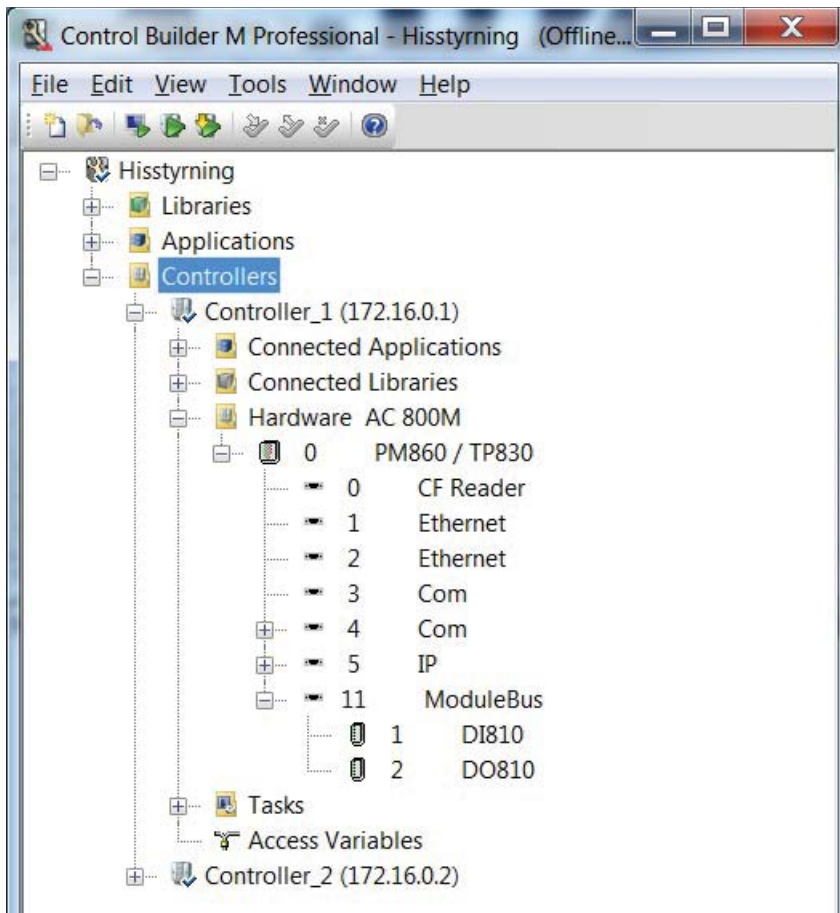 Control Builder M Professional - Hisstyrning (Offline...
File Edit View Tools Window Help
Hisstyrning
Libraries
Applications
Controllers
Controller_1 (172.16.0.1)
Connected Applications
Connected Libraries
Hardware AC 800M
0 PM860 / TP830
0 CF Reader
1 Ethernet
2 Ethernet
3 Com
4 Com
5 IP
11 ModuleBus
1 DI810
2 DO810
Tasks
Access Variables
Controller_2 (172.16.0.2)